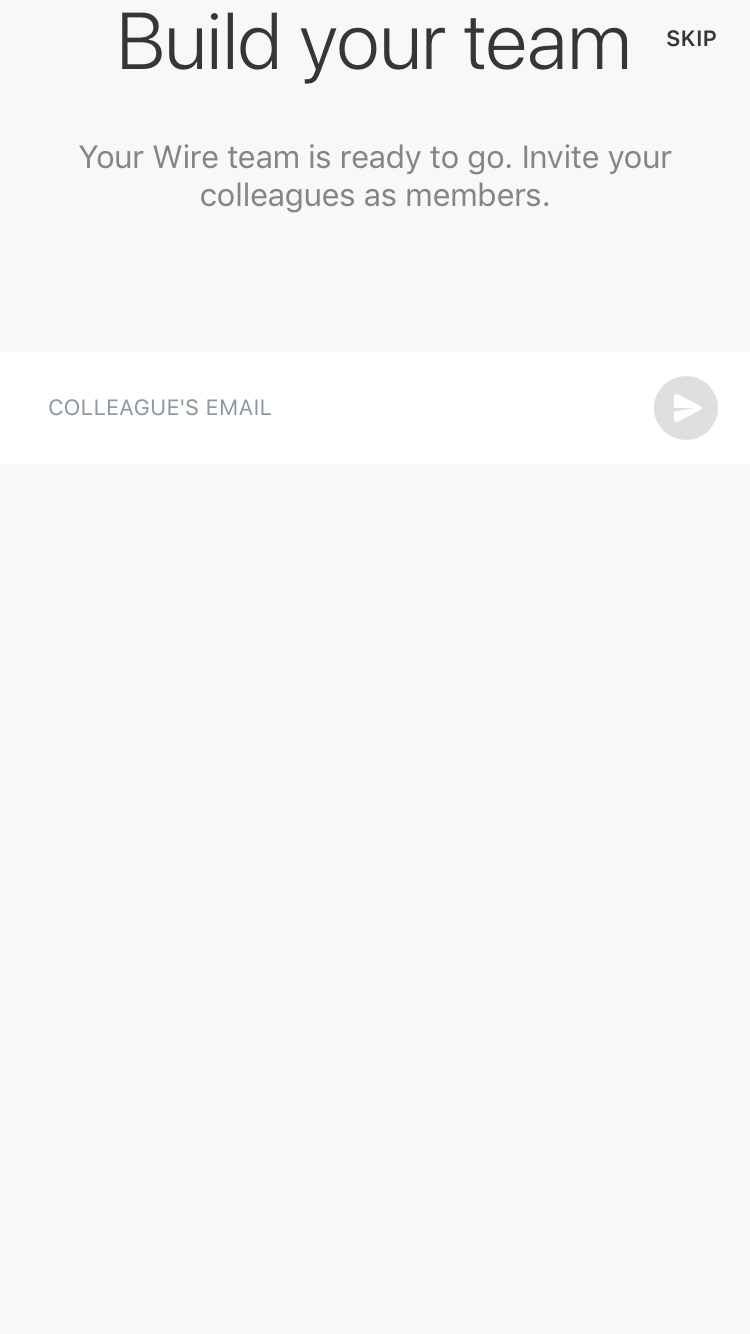 Build your team
SKIP
Your Wire team is ready to go. Invite your
colleagues as members.
COLLEAGUE'S EMAIL